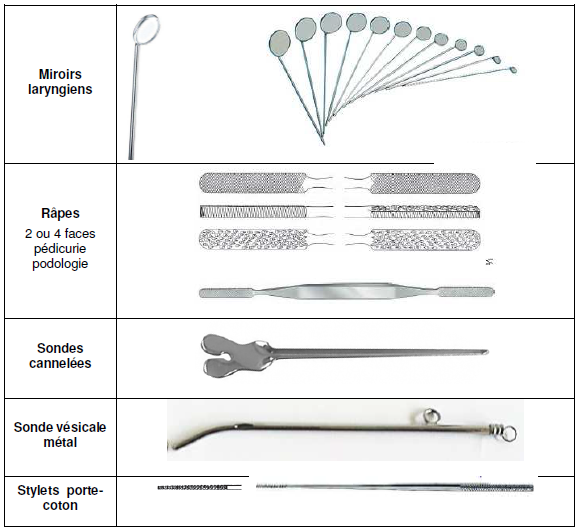 Miroirs
laryngiens
Râpes
2 ou 4 faces
pédicurie
podologie
Sondes
cannelées
Sonde vésicale
métal
Stylets porte-
coton